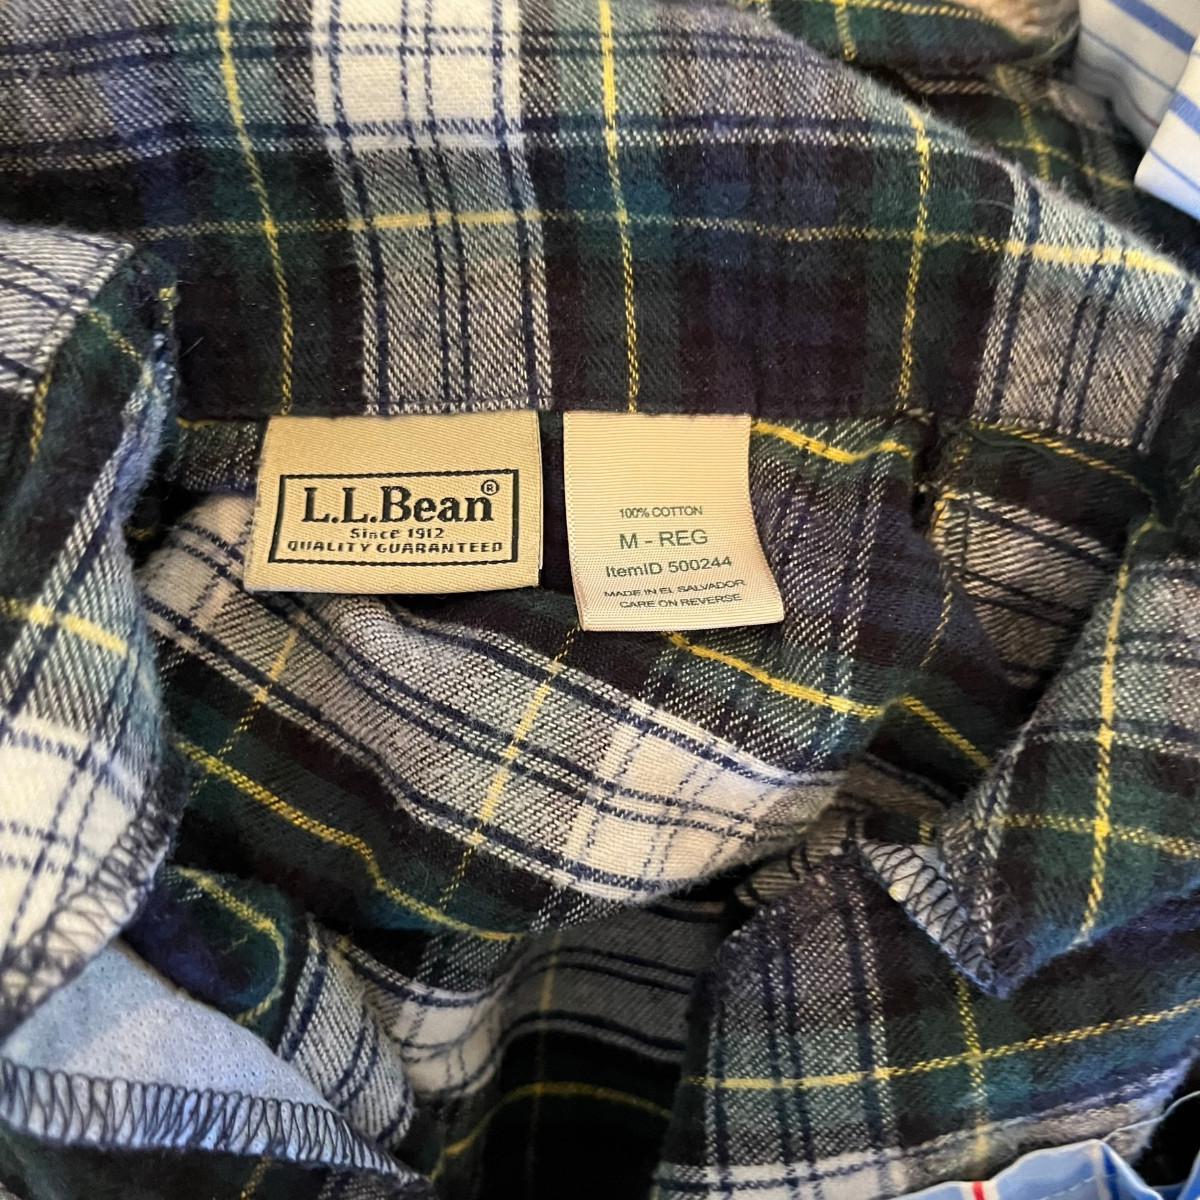 L.L.Bean®
Since 1912
QUALITY GUARANTEED
100% COTTON
M - REG
ItemID 500244
MADE IN EL SALVADOR
CARE ON REVERSE